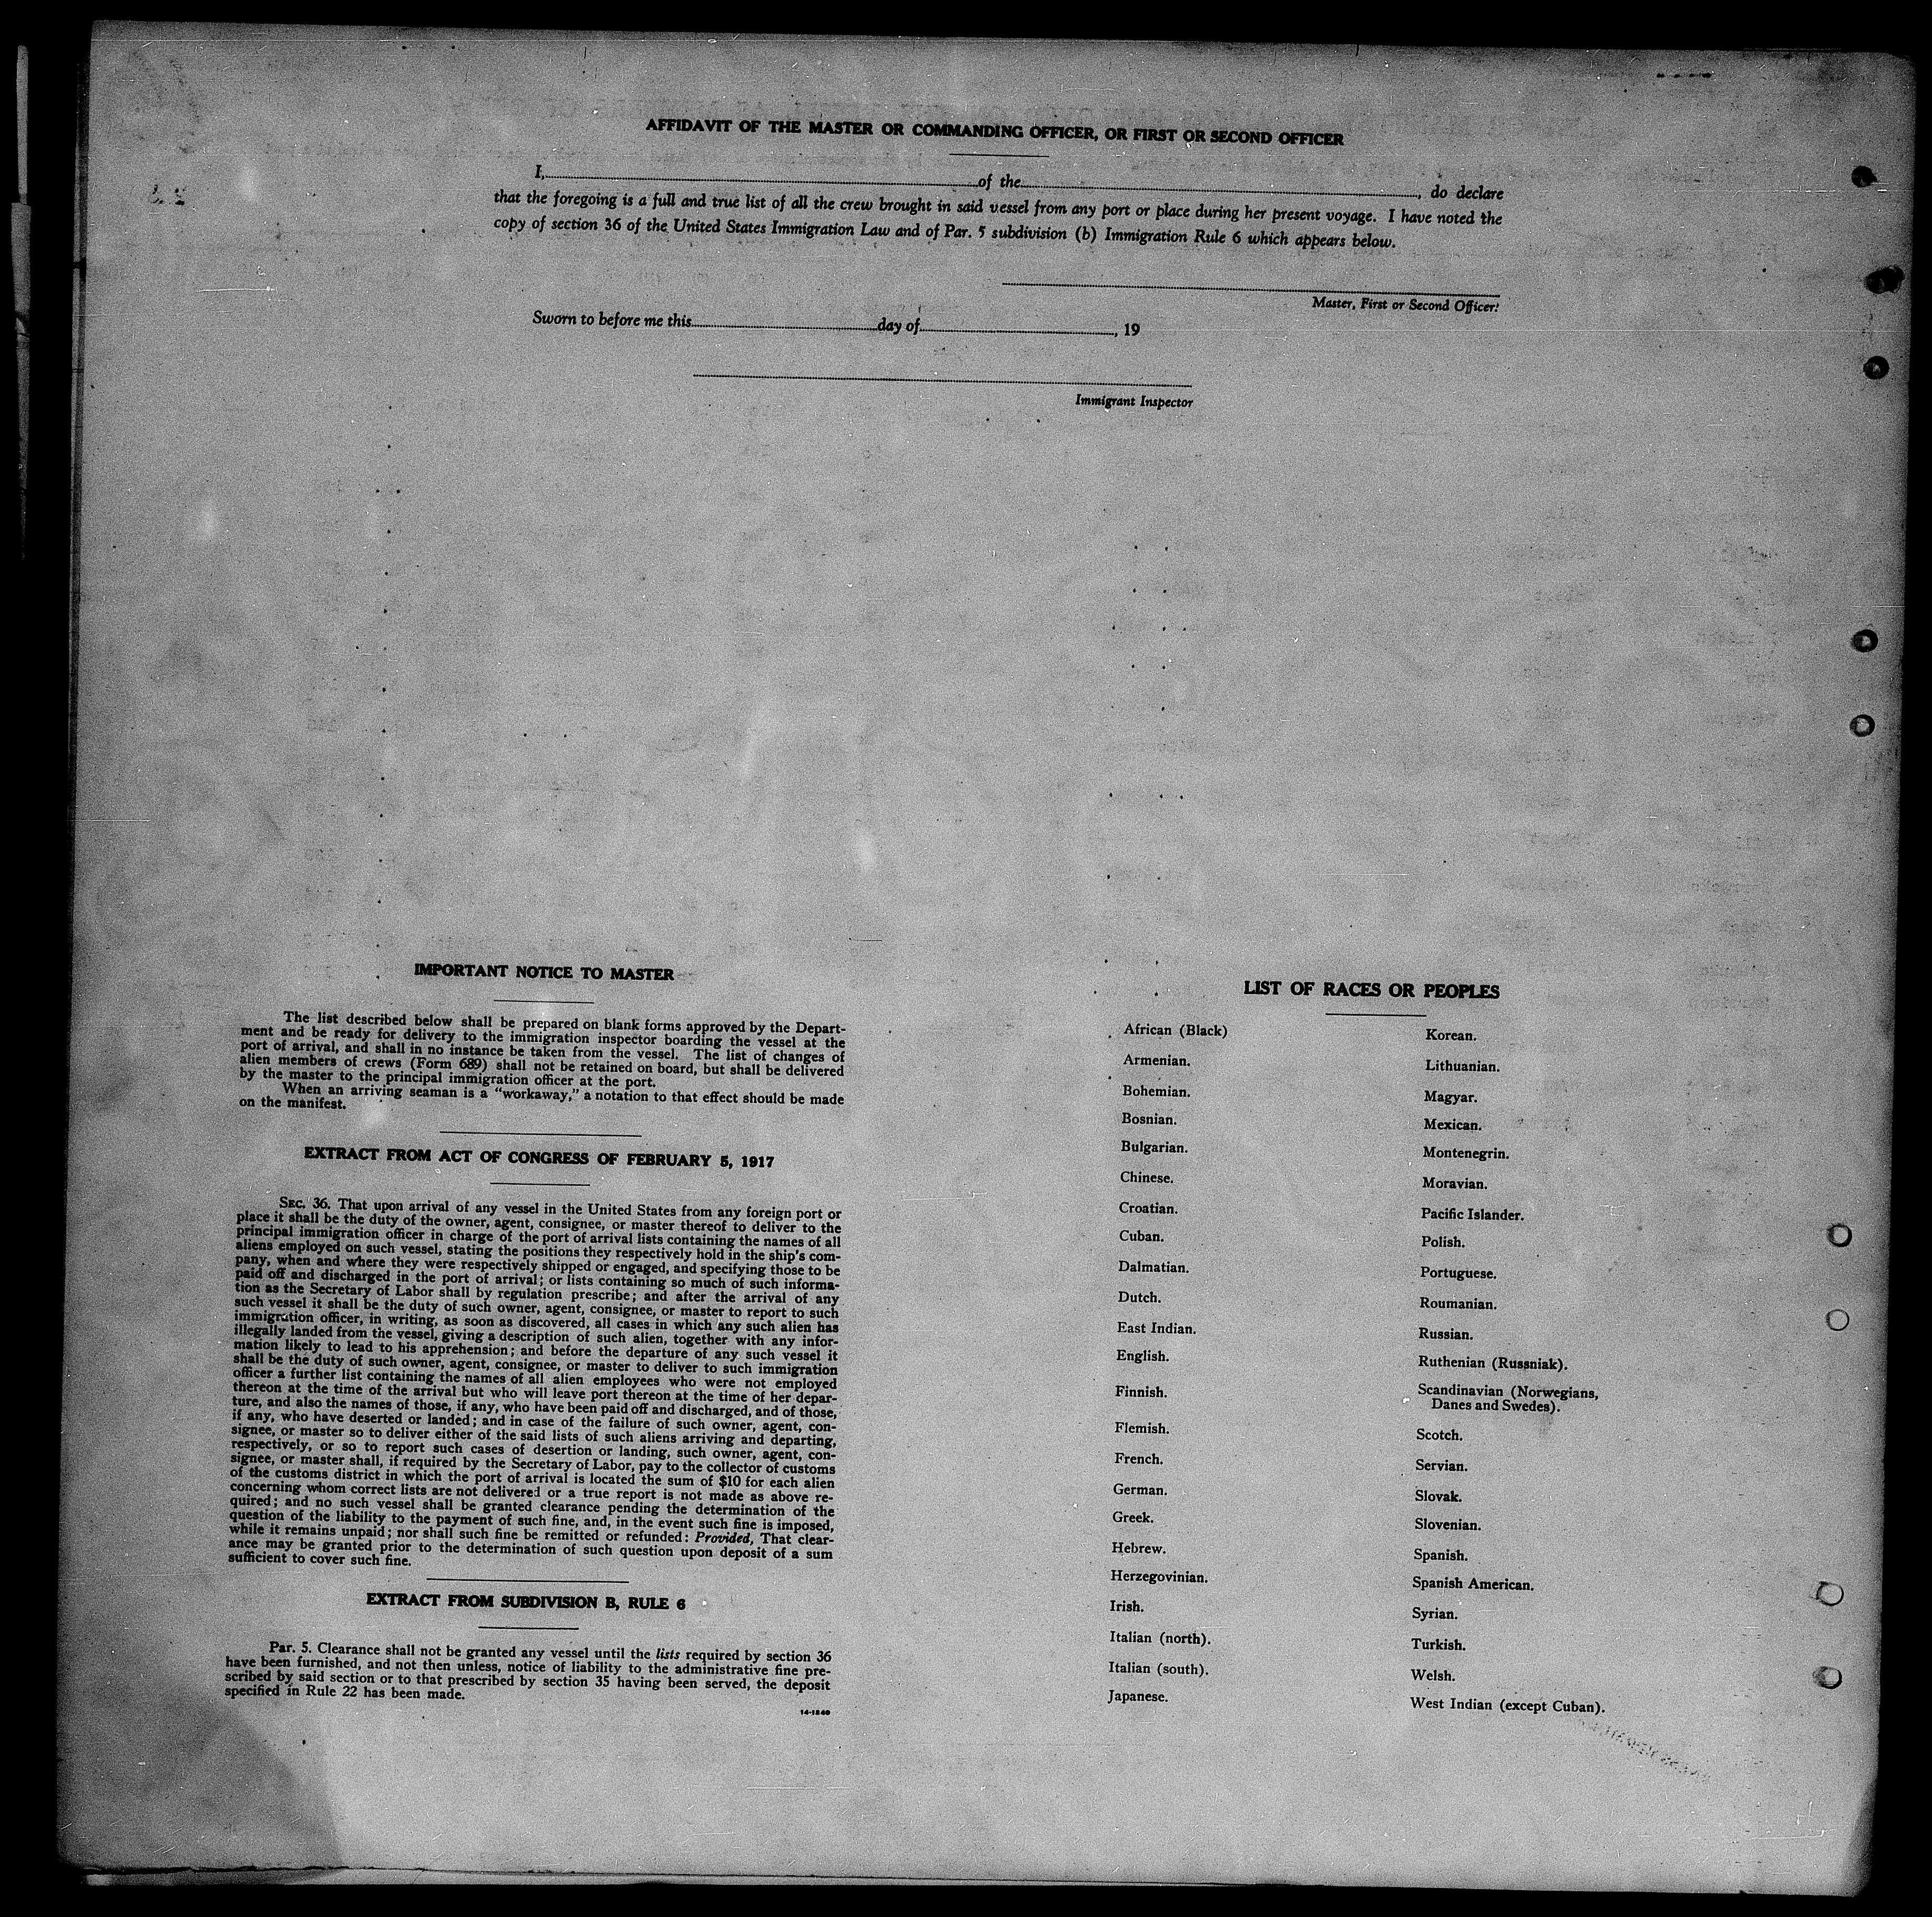 AFFIDAVIT OF THE MASTER OR COMMANDING OFFICER, OR FIRST OR SECOND OFFICER
I, of the , do declare
that the foregoing is a full and true list of all the crew brought in said vessel from any port or place during her present voyage. I have noted the
copy of section 36 of the United States Immigration Law and of Par. 5 subdivision (b) Immigration Rule 6 which appears below.
Master, First or Second Officer.
Sworn to before me this day of , 19
Immigrant Inspector
IMPORTANT NOTICE TO MASTER
The list described below shall be prepared on blank forms approved by the Depart-
ment and be ready for delivery to the immigration inspector boarding the vessel at the
port of arrival, and shall in no instance be taken from the vessel. The list of changes of
alien members of crews (Form 689) shall not be retained on board, but shall be delivered
by the master to the principal immigration officer at the port.
When an arriving seaman is a "workaway," a notation to that effect should be made
on the manifest.
EXTRACT FROM ACT OF CONGRESS OF FEBRUARY 5, 1917
SEC. 36. That upon arrival of any vessel in the United States from any foreign port or
place it shall be the duty of the owner, agent, consignee, or master thereof to deliver to the
principal immigration officer in charge of the port of arrival lists containing the names of all
aliens employed on such vessel, stating the positions they respectively hold in the ship's com-
pany, when and where they were respectively shipped or engaged, and specifying those to be
paid off and discharged in the port of arrival; or lists containing so much of such informa-
tion as the Secretary of Labor shall by regulation prescribe; and after the arrival of any
such vessel it shall be the duty of such owner, agent, consignee, or master to report to such
immigration officer, in writing, as soon as discovered, all cases in which any such alien has
illegally landed from the vessel, giving a description of such alien, together with any infor-
mation likely to lead to his apprehension; and before the departure of any such vessel it
shall be the duty of such owner, agent, consignee, or master to deliver to such immigration
officer a further list containing the names of all alien employees who were not employed
thereon at the time of the arrival but who will leave port thereon at the time of her depar-
ture, and also the names of those, if any, who have been paid off and discharged, and of those,
if any, who have deserted or landed; and in case of the failure of such owner, agent, con-
signee, or master so to deliver either of the said lists of such aliens arriving and departing,
respectively, or so to report such cases of desertion or landing, such owner, agent, con-
signee, or master shall, if required by the Secretary of Labor, pay to the collector of customs
of the customs district in which the port of arrival is located the sum of $10 for each alien
concerning whom correct lists are not delivered or a true report is not made as above re-
quired; and no such vessel shall be granted clearance pending the determination of the
question of the liability to the payment of such fine, and, in the event such fine is imposed,
while it remains unpaid; nor shall such fine be remitted or refunded: Provided, That clear-
ance may be granted prior to the determination of such question upon deposit of a sum
sufficient to cover such fine.
EXTRACT FROM SUBDIVISION B, RULE 6
Par. 5. Clearance shall not be granted any vessel until the lists required by section 36
have been furnished, and not then unless, notice of liability to the administrative fine pre-
scribed by said section or to that prescribed by section 35 having been served, the deposit
specified in Rule 22 has been made.
14-1240
LIST OF RACES OR PEOPLES
African (Black)
Armenian.
Bohemian.
Bosnian.
Bulgarian.
Chinese.
Croatian.
Cuban.
Dalmatian.
Dutch.
East Indian.
English.
Finnish.
Flemish.
French.
German.
Greek.
Hebrew.
Herzegovinian.
Irish.
Italian (north).
Italian (south).
Japanese.
Korean.
Lithuanian.
Magyar.
Mexican.
Montenegrin.
Moravian.
Pacific Islander.
Polish.
Portuguese.
Roumanian.
Russian.
Ruthenian (Russniak).
Scandinavian (Norwegians,
Danes and Swedes).
Scotch.
Servian.
Slovak.
Slovenian.
Spanish.
Spanish American.
Syrian.
Turkish.
Welsh.
West Indian (except Cuban).